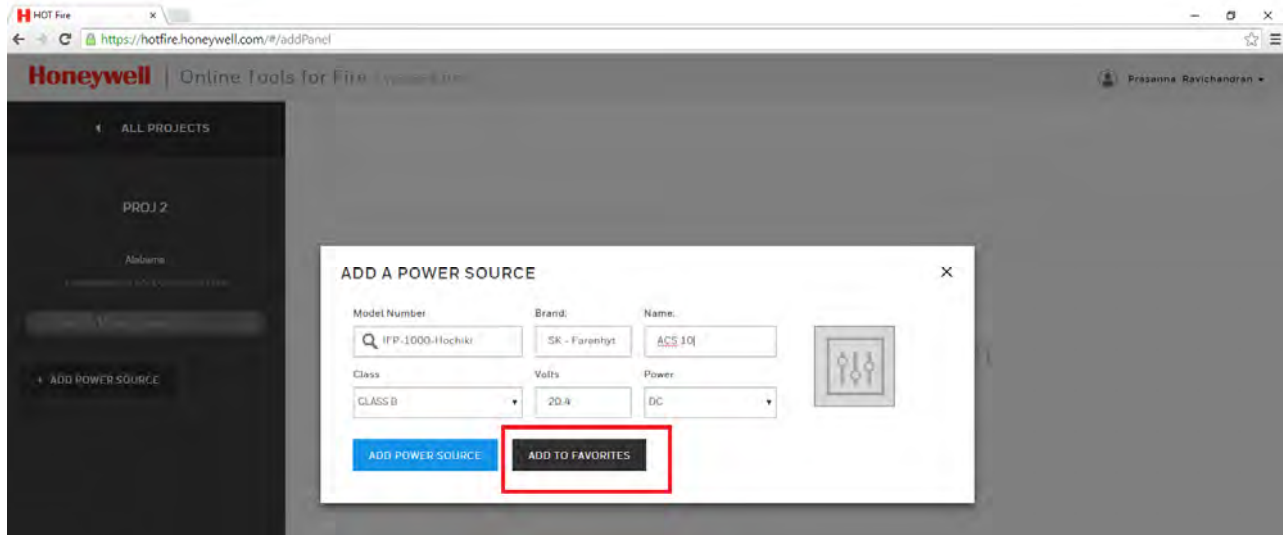 HOT Fire
https://hotfire.honeywell.com/#/addPanel
Honeywell | Online Tools for Fire
Prasanna Ravichandran
ALL PROJECTS
PROJ 2
Alabama
+ ADD POWER SOURCE
ADD A POWER SOURCE
Model Number Brand: Name:
IFP-1000-Hochiki SK - Farenhyt ACS 10
Class Volts Power
CLASS B 20.4 DC
ADD POWER SOURCE ADD TO FAVORITES